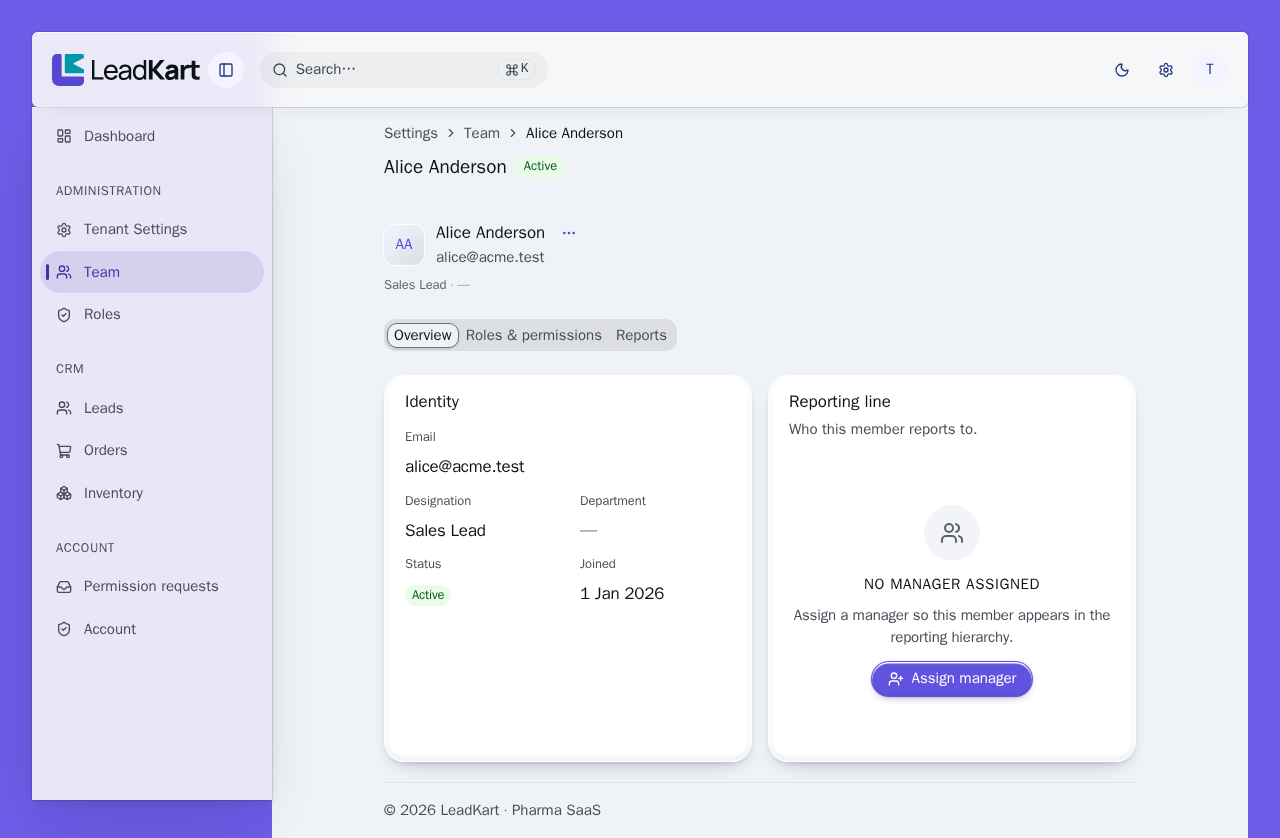 LeadKart
Search···
⌘K
T
Dashboard
ADMINISTRATION
Tenant Settings
Team
Roles
CRM
Leads
Orders
Inventory
ACCOUNT
Permission requests
Account
Settings > Team > Alice Anderson
Alice Anderson Active
AA
Alice Anderson ···
alice@acme.test
Sales Lead · —
Overview Roles & permissions Reports
Identity
Email
alice@acme.test
Designation Department
Sales Lead —
Status Joined
Active 1 Jan 2026
Reporting line
Who this member reports to.
NO MANAGER ASSIGNED
Assign a manager so this member appears in the
reporting hierarchy.
Assign manager
© 2026 LeadKart · Pharma SaaS